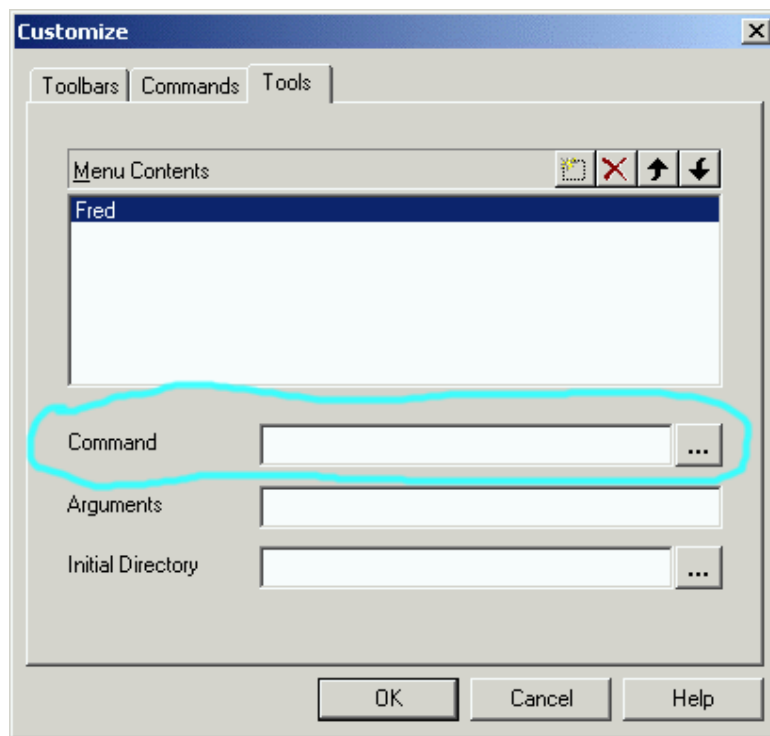 Customize
Toolbars Commands Tools
Menu Contents
Fred
Command ...
Arguments
Initial Directory ...
OK Cancel Help